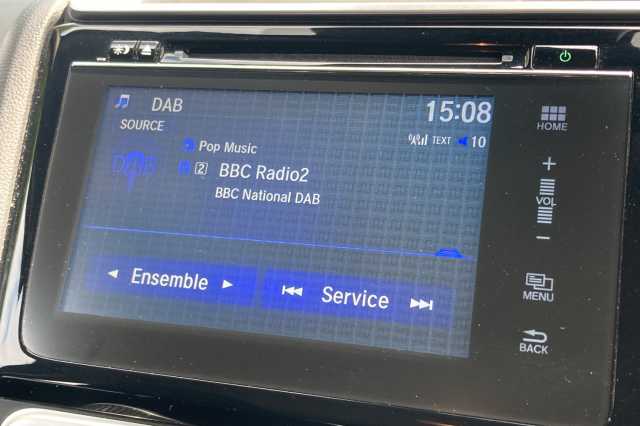 DAB
15:08
SOURCE
TEXT
10
Pop Music
DAB
2 BBC Radio2
BBC National DAB
Ensemble
Service
HOME
+
VOL
−
MENU
BACK